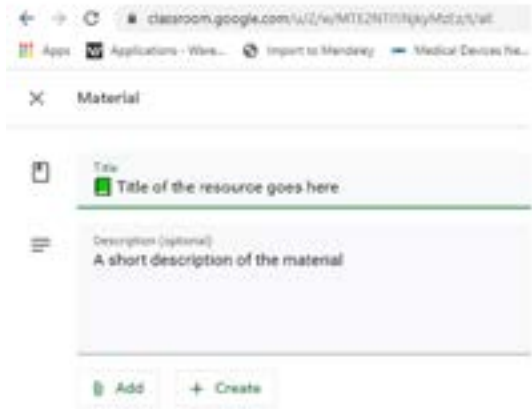 classroom.google.com
Apps
Applications - Ware...
Import to Mendeley
Medical Devices Ne...
Material
Title
📗 Title of the resource goes here
Description (optional)
A short description of the material
Add
+ Create